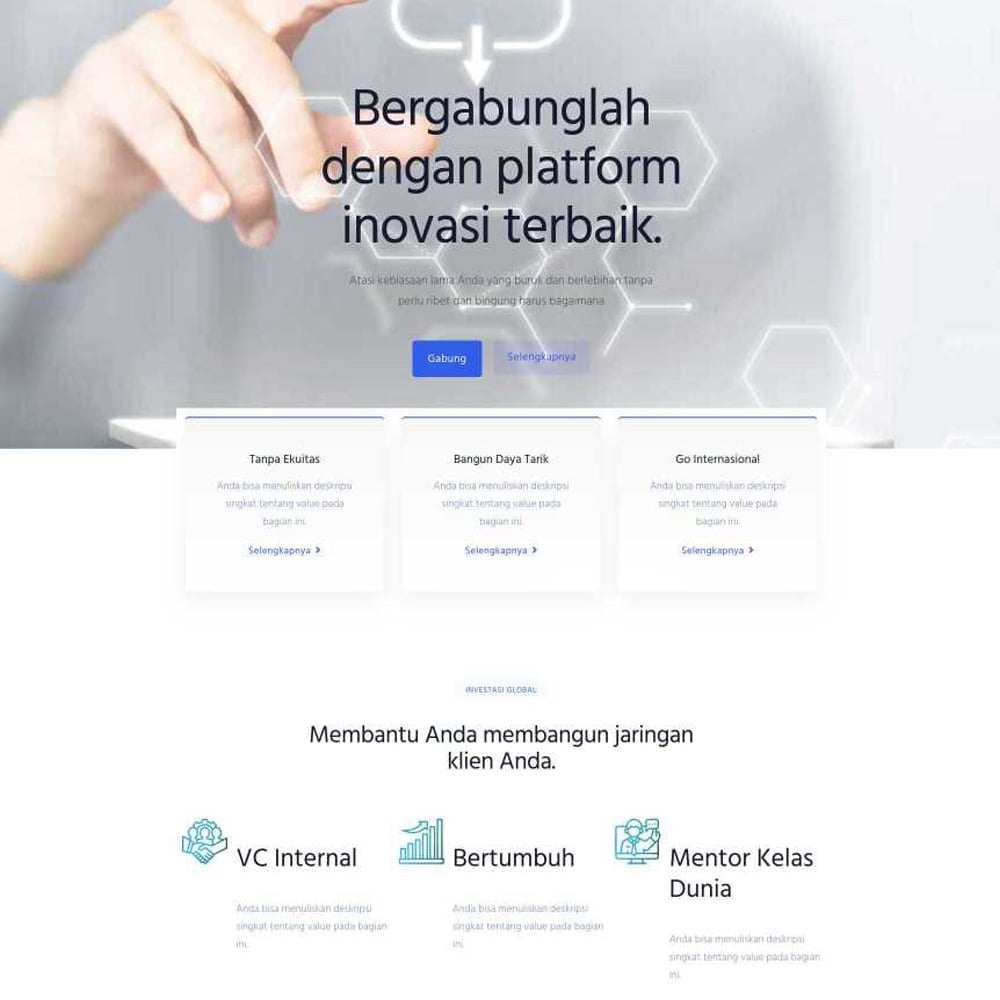 Bergabunglah
dengan platform
inovasi terbaik.
Atasi kebiasaan lama Anda yang buruk dan berlebihan tanpa
perlu ribet dan bingung harus bagaimana
Gabung
Selengkapnya
Tanpa Ekuitas
Anda bisa menuliskan deskripsi
singkat tentang value pada
bagian ini.
Selengkapnya
Bangun Daya Tarik
Anda bisa menuliskan deskripsi
singkat tentang value pada
bagian ini.
Selengkapnya
Go Internasional
Anda bisa menuliskan deskripsi
singkat tentang value pada
bagian ini.
Selengkapnya
INVESTASI GLOBAL
Membantu Anda membangun jaringan
klien Anda.
VC Internal
Anda bisa menuliskan deskripsi
singkat tentang value pada bagian
ini.
Bertumbuh
Anda bisa menuliskan deskripsi
singkat tentang value pada bagian
ini.
Mentor Kelas
Dunia
Anda bisa menuliskan deskripsi
singkat tentang value pada bagian
ini.